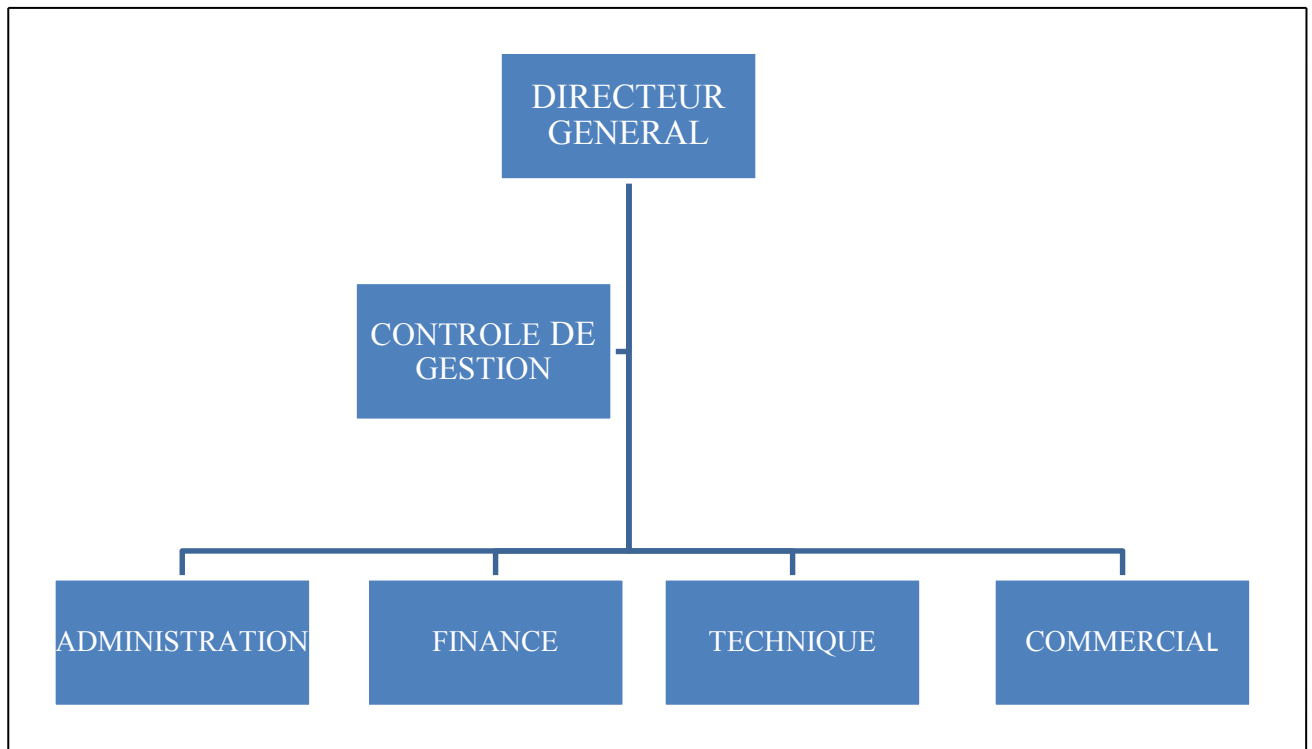 DIRECTEUR
GENERAL
CONTROLE DE
GESTION
ADMINISTRATION
FINANCE
TECHNIQUE
COMMERCIAL